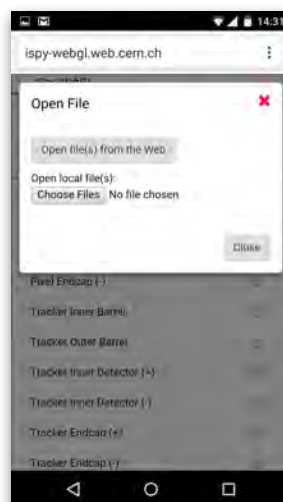 14:31
ispy-webgl.web.cern.ch
Open File
Open file(s) from the Web
Open local file(s):
Choose Files No file chosen
Close
Pixel Endcap (-)
Tracker Inner Barrel
Tracker Outer Barrel
Tracker Inner Detector (+)
Tracker Inner Detector (-)
Tracker Endcap (+)
Tracker Endcap (-)